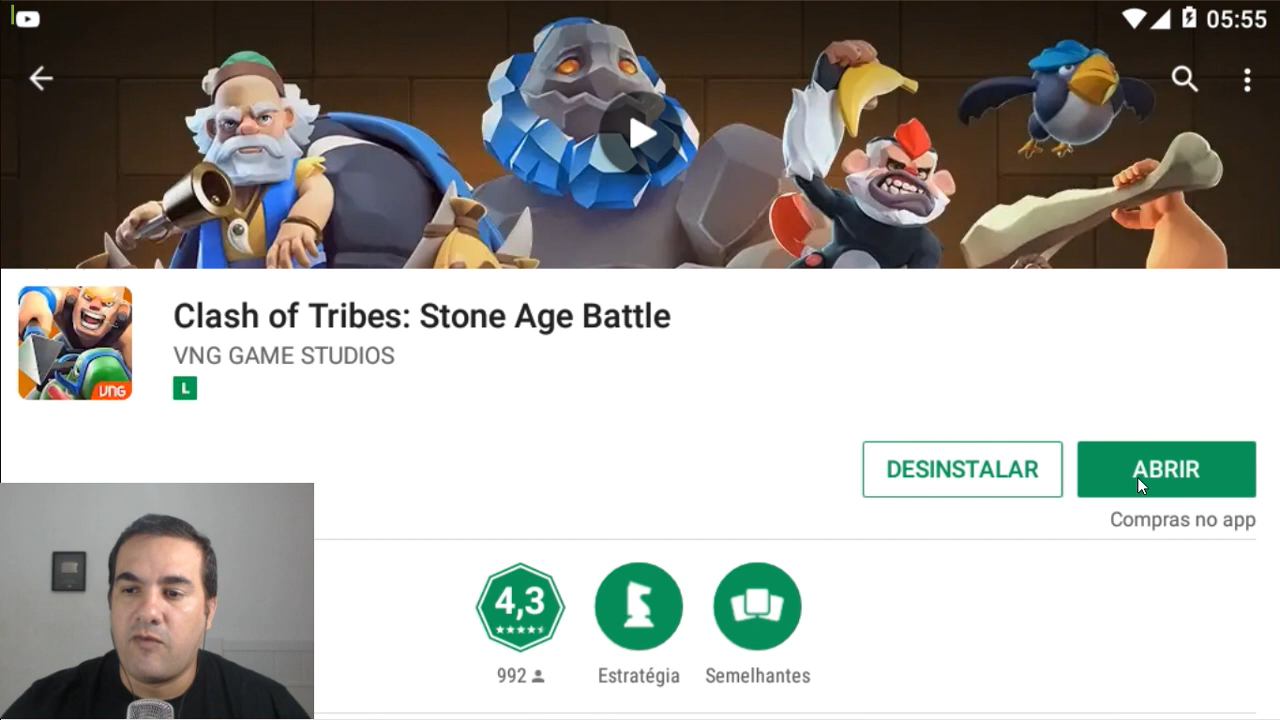 05:55
Clash of Tribes: Stone Age Battle
VNG GAME STUDIOS
VNG
L
DESINSTALAR
ABRIR
Compras no app
4,3
992
Estratégia
Semelhantes